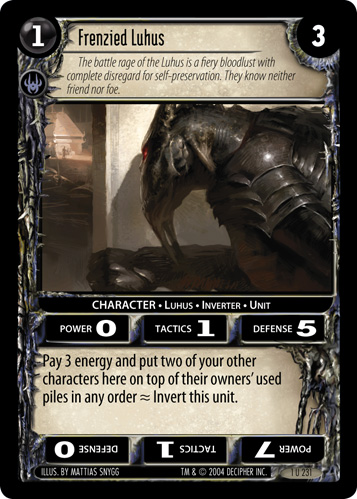 1 Frenzied Luhus 3
The battle rage of the Luhus is a fiery bloodlust with
complete disregard for self-preservation. They know neither
friend nor foe.
CHARACTER • LUHUS • INVERTER • UNIT
POWER 0 TACTICS 1 DEFENSE 5
Pay 3 energy and put two of your other
characters here on top of their owners' used
piles in any order ≈ Invert this unit.
POWER 7 TACTICS 1 DEFENSE 0
ILLUS. BY MATTIAS SNYGG TM & © 2004 DECIPHER INC. 1 U 231